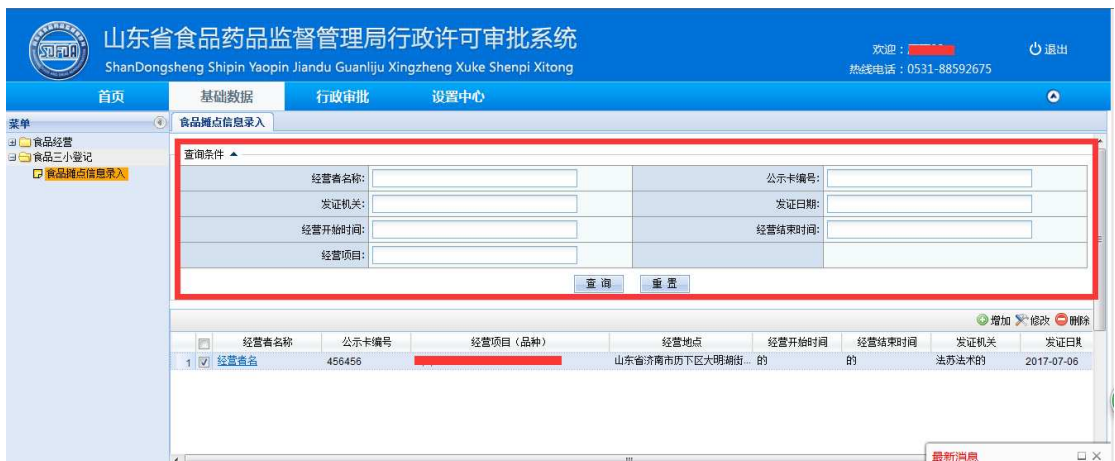 山东省食品药品监督管理局行政许可审批系统
ShanDongsheng Shipin Yaopin Jiandu Guanliju Xingzheng Xuke Shenpi Xitong
欢迎：
退出
热线电话：0531-88592675
首页 基础数据 行政审批 设置中心
菜单
食品经营
食品三小登记
食品摊点信息录入
食品摊点信息录入
查询条件
经营者名称: 公示卡编号:
发证机关: 发证日期:
经营开始时间: 经营结束时间:
经营项目:
查询 重置
增加 修改 删除
经营者名称 公示卡编号 经营项目（品种） 经营地点 经营开始时间 经营结束时间 发证机关 发证日期
1 经营者名 456456 山东省济南市历下区大明湖街... 的 的 法苏法术的 2017-07-06
最新消息